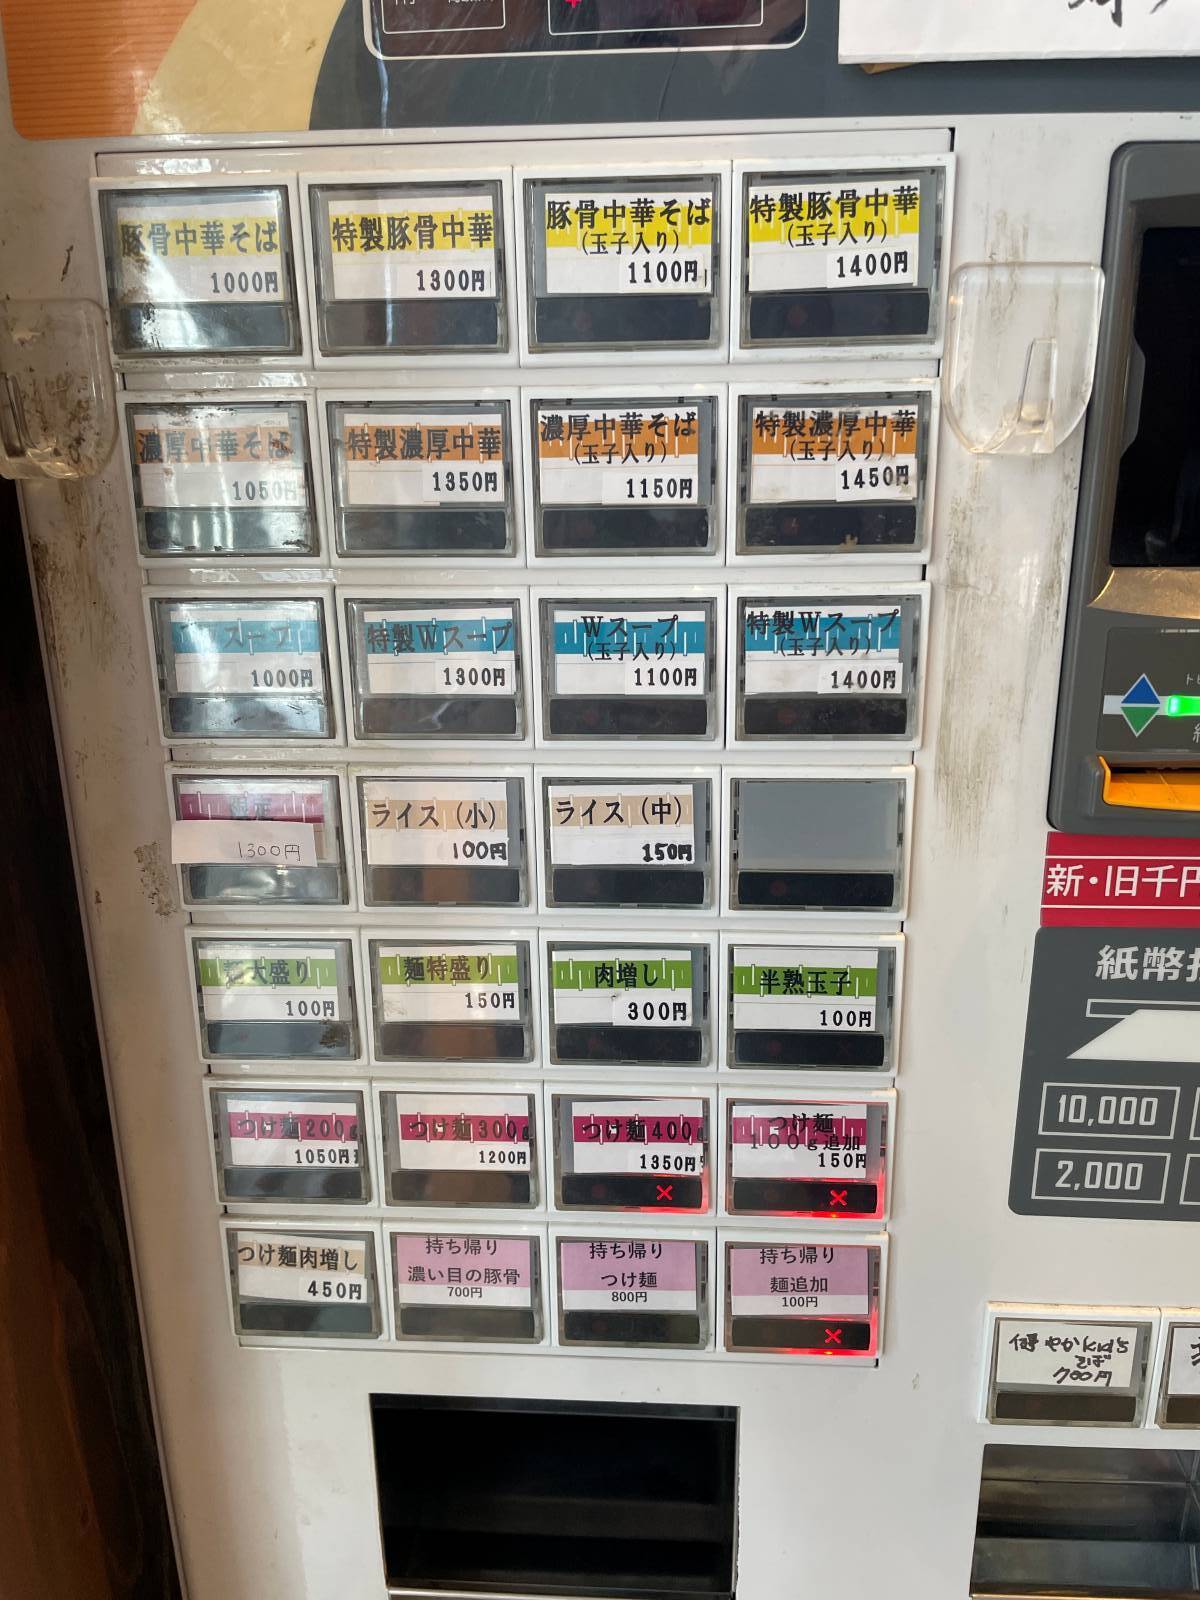 豚骨中華そば
1000円
特製豚骨中華
1300円
豚骨中華そば
(玉子入り)
1100円
特製豚骨中華
(玉子入り)
1400円
濃厚中華そば
1050円
特製濃厚中華
1350円
濃厚中華そば
(玉子入り)
1150円
特製濃厚中華
(玉子入り)
1450円
Wスープ
1000円
特製Wスープ
1300円
Wスープ
(玉子入り)
1100円
特製Wスープ
(玉子入り)
1400円
限定
1300円
ライス(小)
100円
ライス(中)
150円
麺大盛り
100円
麺特盛り
150円
肉増し
300円
半熟玉子
100円
つけ麺200g
1050円
つけ麺300g
1200円
つけ麺400g
1350円
つけ麺
100g追加
150円
つけ麺肉増し
450円
持ち帰り
濃い目の豚骨
700円
持ち帰り
つけ麺
800円
持ち帰り
麺追加
100円
新・旧千円
紙幣
10,000
2,000
kid's
そば
700円